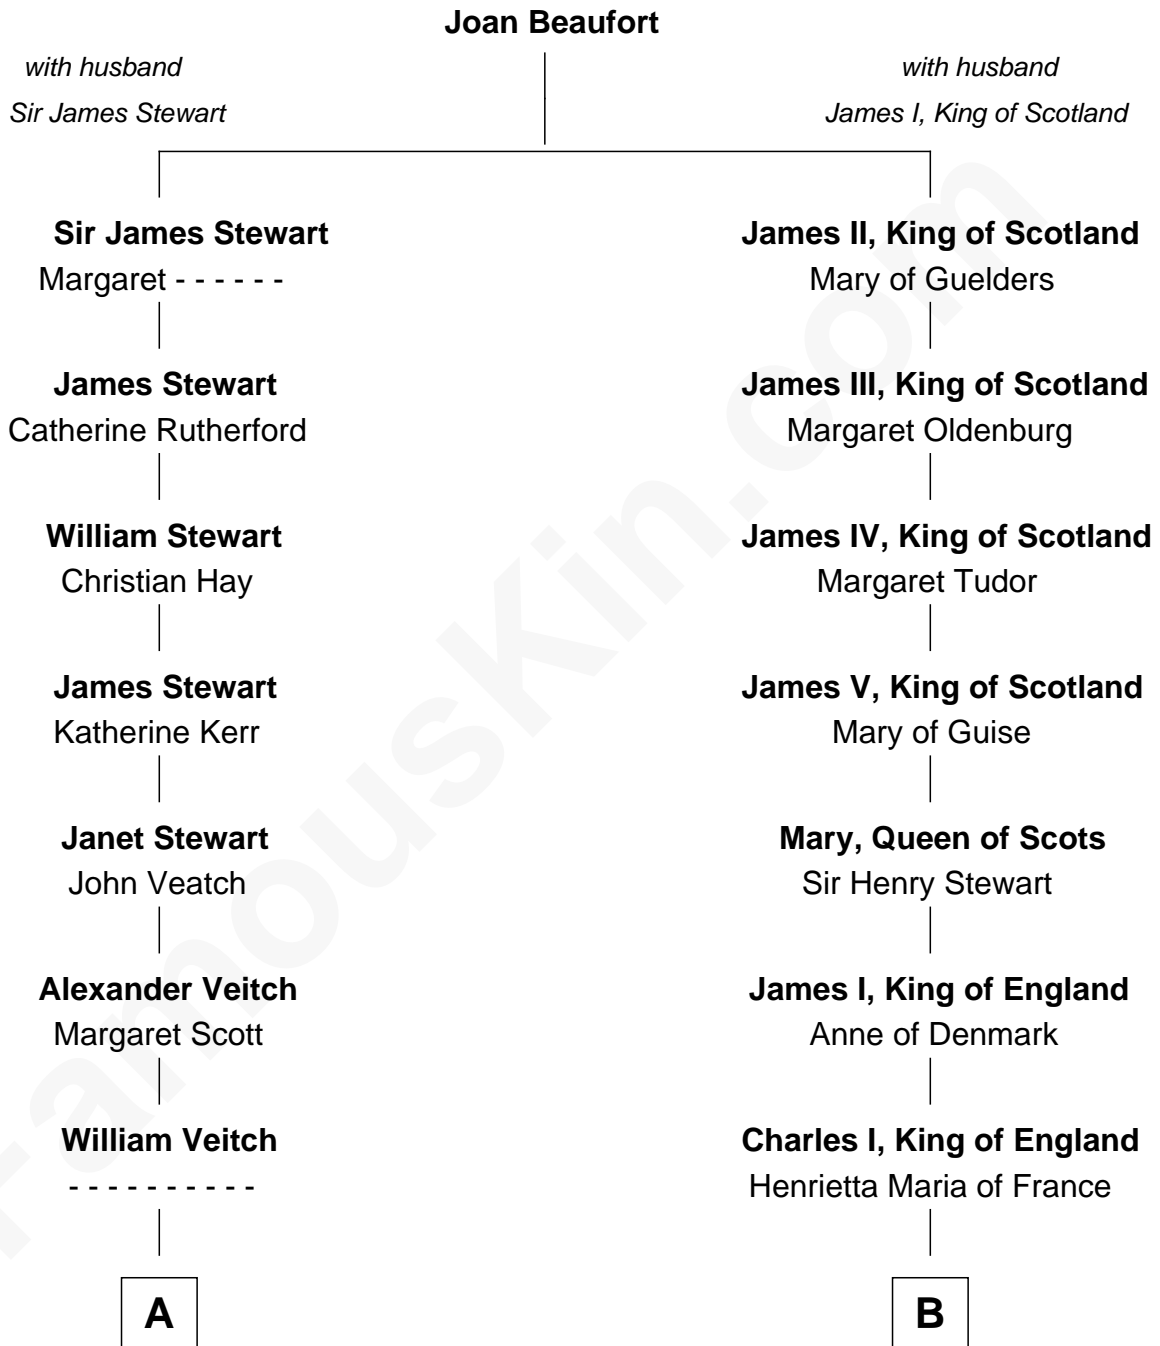 Joan Beaufort
with husband
Sir James Stewart
with husband
James I, King of Scotland
Sir James Stewart
Margaret - - - - - -
James II, King of Scotland
Mary of Guelders
James Stewart
Catherine Rutherford
James III, King of Scotland
Margaret Oldenburg
William Stewart
Christian Hay
James IV, King of Scotland
Margaret Tudor
James Stewart
Katherine Kerr
James V, King of Scotland
Mary of Guise
Janet Stewart
John Veatch
Mary, Queen of Scots
Sir Henry Stewart
Alexander Veitch
Margaret Scott
James I, King of England
Anne of Denmark
William Veitch
- - - - - - - - - -
Charles I, King of England
Henrietta Maria of France
A
B
FamousKin.com